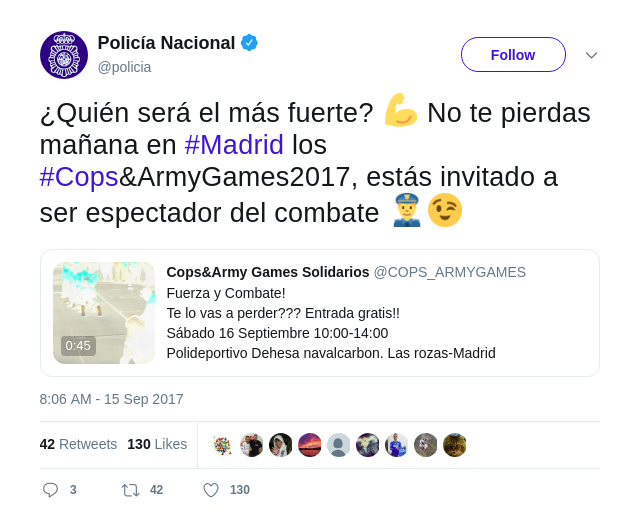 Policía Nacional
@policia
Follow
¿Quién será el más fuerte? 💪 No te pierdas
mañana en #Madrid los
#Cops&ArmyGames2017, estás invitado a
ser espectador del combate 👮😉
Cops&Army Games Solidarios @COPS_ARMYGAMES
Fuerza y Combate!
Te lo vas a perder??? Entrada gratis!!
Sábado 16 Septiembre 10:00-14:00
Polideportivo Dehesa navalcarbon. Las rozas-Madrid
0:45
8:06 AM - 15 Sep 2017
42 Retweets 130 Likes
3 42 130